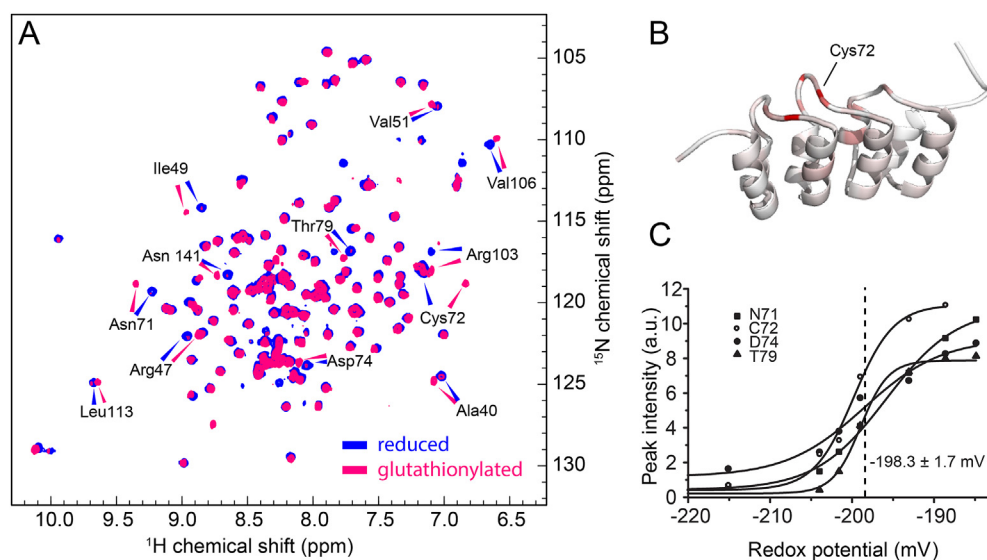 A
105
110
115
120
125
130
¹⁵N chemical shift (ppm)
Val51
Val106
Ile49
Thr79
Asn 141
Arg103
Asn71
Cys72
Arg47
Asp74
Leu113
Ala40
reduced
glutathionylated
10.0 9.5 9.0 8.5 8.0 7.5 7.0 6.5
¹H chemical shift (ppm)
B
Cys72
C
12
10
8
6
4
2
0
Peak intensity (a.u.)
N71
C72
D74
T79
-198.3 ± 1.7 mV
-220 -210 -200 -190
Redox potential (mV)